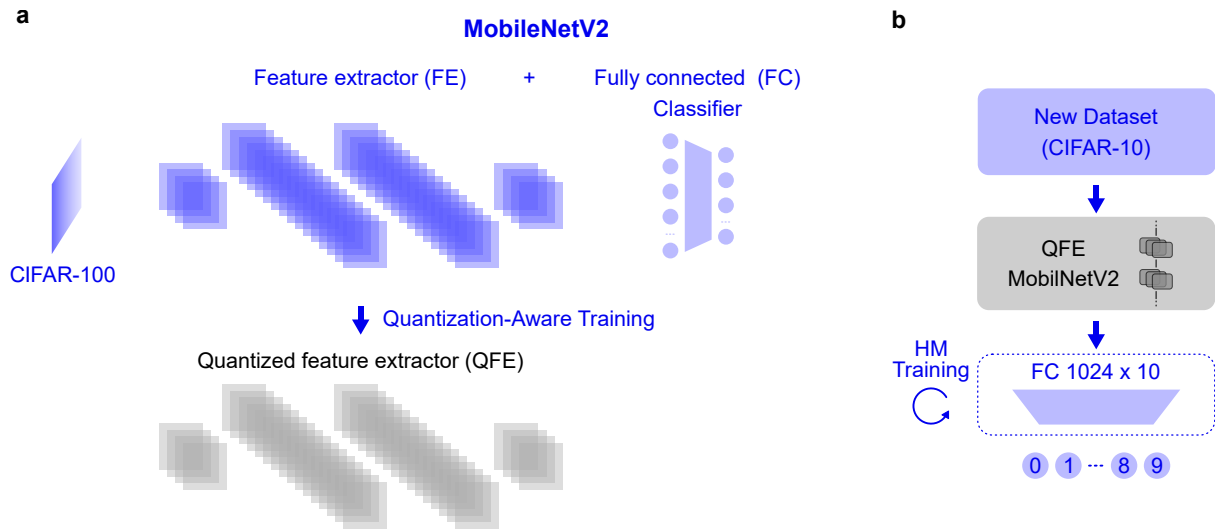 a
MobileNetV2
Feature extractor (FE) + Fully connected (FC)
Classifier
...
...
CIFAR-100
Quantization-Aware Training
Quantized feature extractor (QFE)
b
New Dataset
(CIFAR-10)
QFE
MobilNetV2
HM
Training
FC 1024 x 10
0 1 --- 8 9